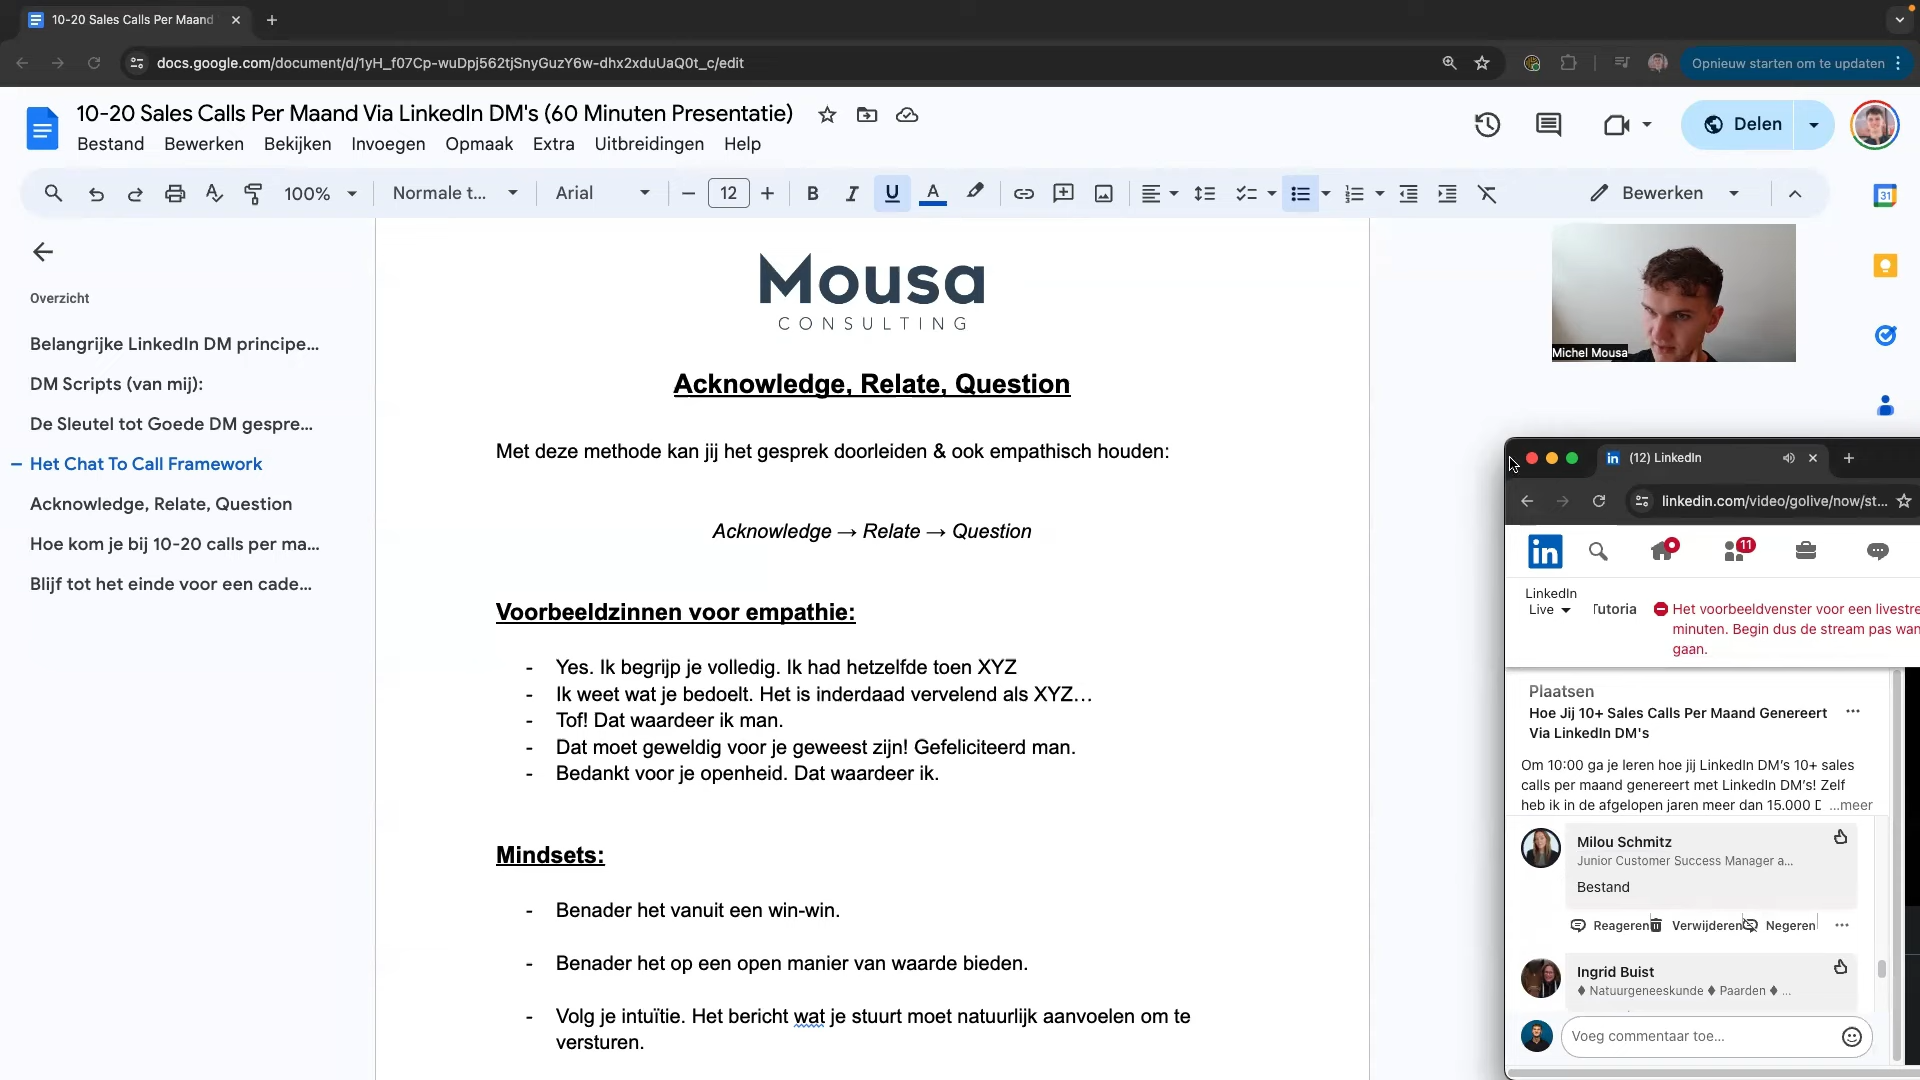 10-20 Sales Calls Per Maand
docs.google.com/document/d/1yH_f07Cp-wuDpj562tjSnyGuzY6w-dhx2xduUaQ0t_c/edit
Opnieuw starten om te updaten
10-20 Sales Calls Per Maand Via LinkedIn DM's (60 Minuten Presentatie)
Bestand Bewerken Bekijken Invoegen Opmaak Extra Uitbreidingen Help
Delen
100% Normale t... Arial 12 B I U A Bewerken
31
Overzicht
Belangrijke LinkedIn DM principe...
DM Scripts (van mij):
De Sleutel tot Goede DM gespre...
Het Chat To Call Framework
Acknowledge, Relate, Question
Hoe kom je bij 10-20 calls per ma...
Blijf tot het einde voor een cade...
Mousa
CONSULTING
Acknowledge, Relate, Question
Met deze methode kan jij het gesprek doorleiden & ook empathisch houden:
Acknowledge → Relate → Question
Voorbeeldzinnen voor empathie:
- Yes. Ik begrijp je volledig. Ik had hetzelfde toen XYZ
- Ik weet wat je bedoelt. Het is inderdaad vervelend als XYZ…
- Tof! Dat waardeer ik man.
- Dat moet geweldig voor je geweest zijn! Gefeliciteerd man.
- Bedankt voor je openheid. Dat waardeer ik.
Mindsets:
- Benader het vanuit een win-win.
- Benader het op een open manier van waarde bieden.
- Volg je intuïtie. Het bericht wat je stuurt moet natuurlijk aanvoelen om te
versturen.
Michel Mousa
(12) LinkedIn
linkedin.com/video/golive/now/st...
in
11
LinkedIn
Live
Tutoria
Het voorbeeldvenster voor een livestre
minuten. Begin dus de stream pas wan
gaan.
Plaatsen
Hoe Jij 10+ Sales Calls Per Maand Genereert
Via LinkedIn DM's
Om 10:00 ga je leren hoe jij LinkedIn DM's 10+ sales
calls per maand genereert met LinkedIn DM's! Zelf
heb ik in de afgelopen jaren meer dan 15.000 D ...meer
Milou Schmitz
Junior Customer Success Manager a...
Bestand
Reageren Verwijderen Negeren
Ingrid Buist
♦ Natuurgeneeskunde ♦ Paarden ♦ ...
Voeg commentaar toe...